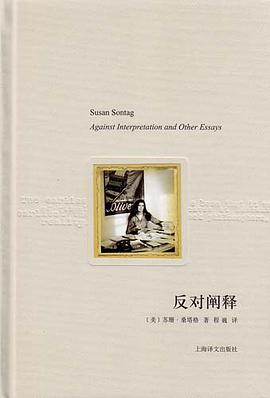 Susan Sontag
Against Interpretation and Other Essays
Olive
反对阐释
（美）苏珊·桑塔格 著 程巍 译
上海译文出版社